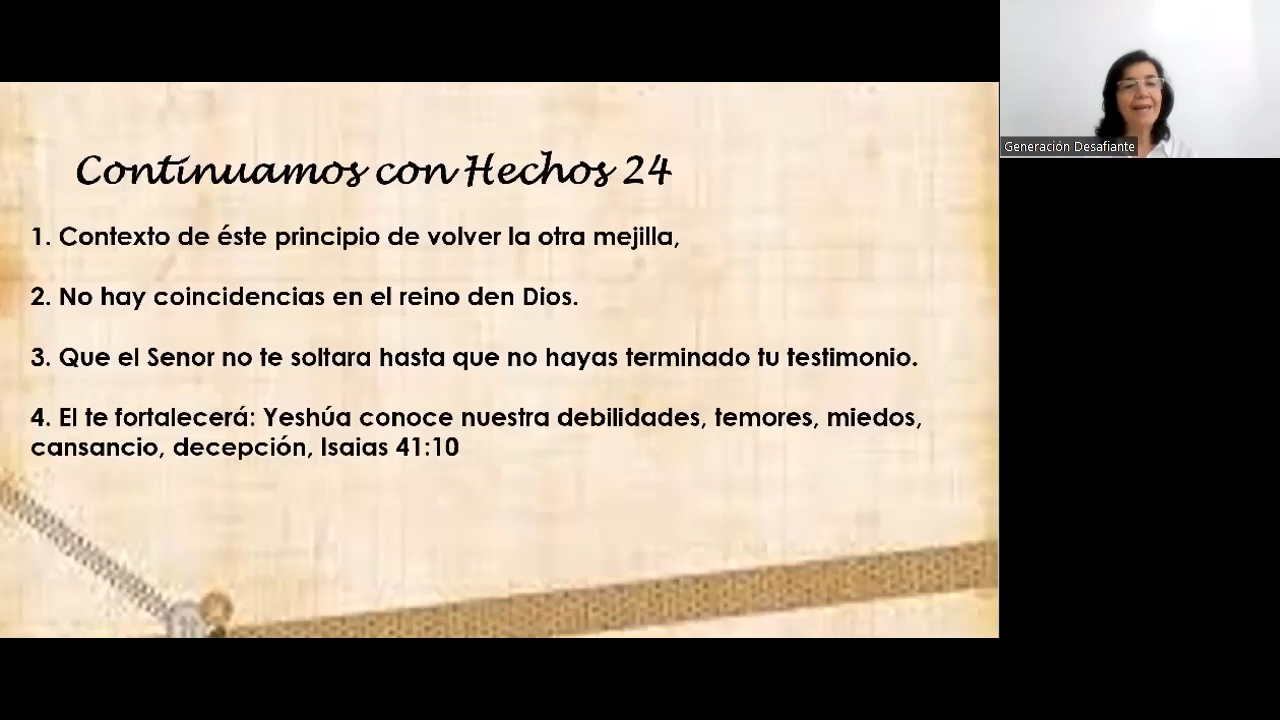 Continuamos con Hechos 24
1. Contexto de éste principio de volver la otra mejilla,
2. No hay coincidencias en el reino den Dios.
3. Que el Senor no te soltara hasta que no hayas terminado tu testimonio.
4. El te fortalecerá: Yeshúa conoce nuestra debilidades, temores, miedos,
cansancio, decepción, Isaias 41:10
Generación Desafiante